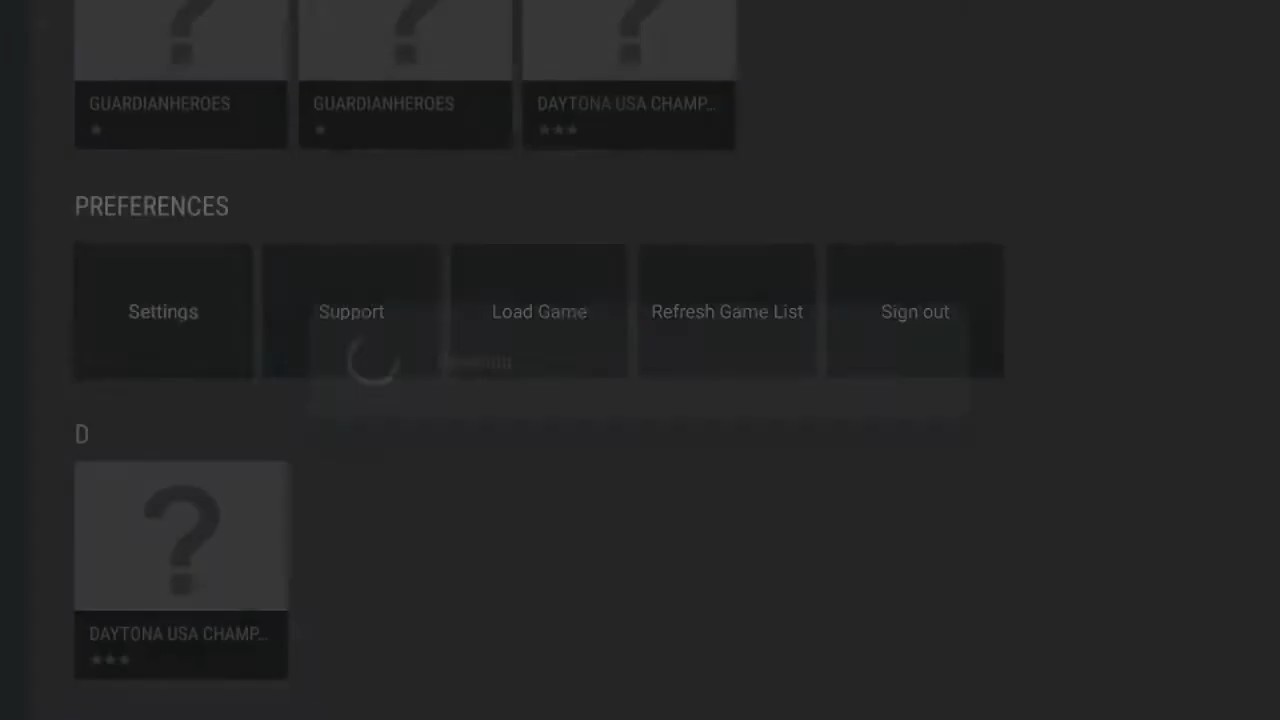 GUARDIANHEROES GUARDIANHEROES DAYTONA USA CHAMP...
PREFERENCES
Settings Support Load Game Refresh Game List Sign out
D
DAYTONA USA CHAMP...